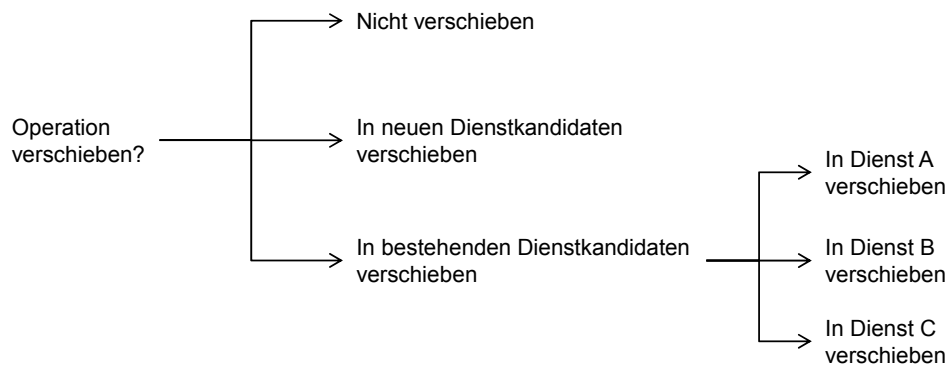 Nicht verschieben
Operation
verschieben?
In neuen Dienstkandidaten
verschieben
In bestehenden Dienstkandidaten
verschieben
In Dienst A
verschieben
In Dienst B
verschieben
In Dienst C
verschieben